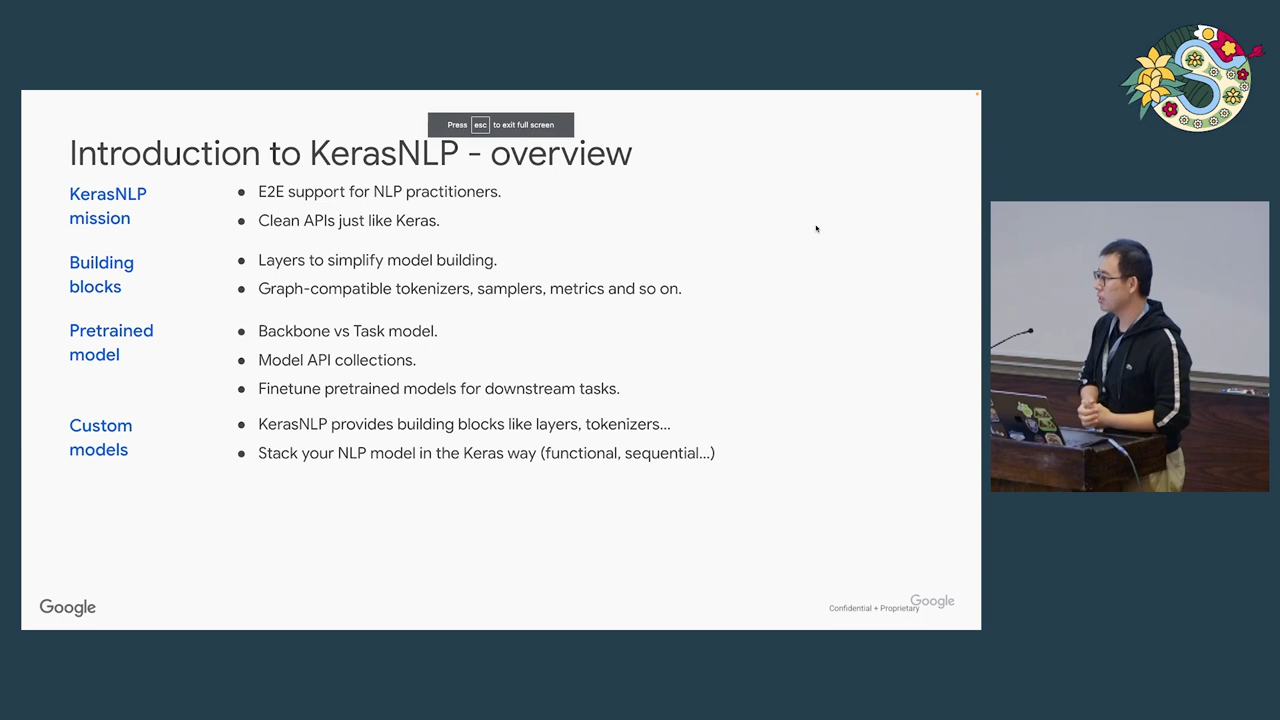 Press esc to exit full screen
Introduction to KerasNLP - overview
KerasNLP
mission
● E2E support for NLP practitioners.
● Clean APIs just like Keras.
Building
blocks
● Layers to simplify model building.
● Graph-compatible tokenizers, samplers, metrics and so on.
Pretrained
model
● Backbone vs Task model.
● Model API collections.
● Finetune pretrained models for downstream tasks.
Custom
models
● KerasNLP provides building blocks like layers, tokenizers...
● Stack your NLP model in the Keras way (functional, sequential...)
Google
Confidential + Proprietary
Google